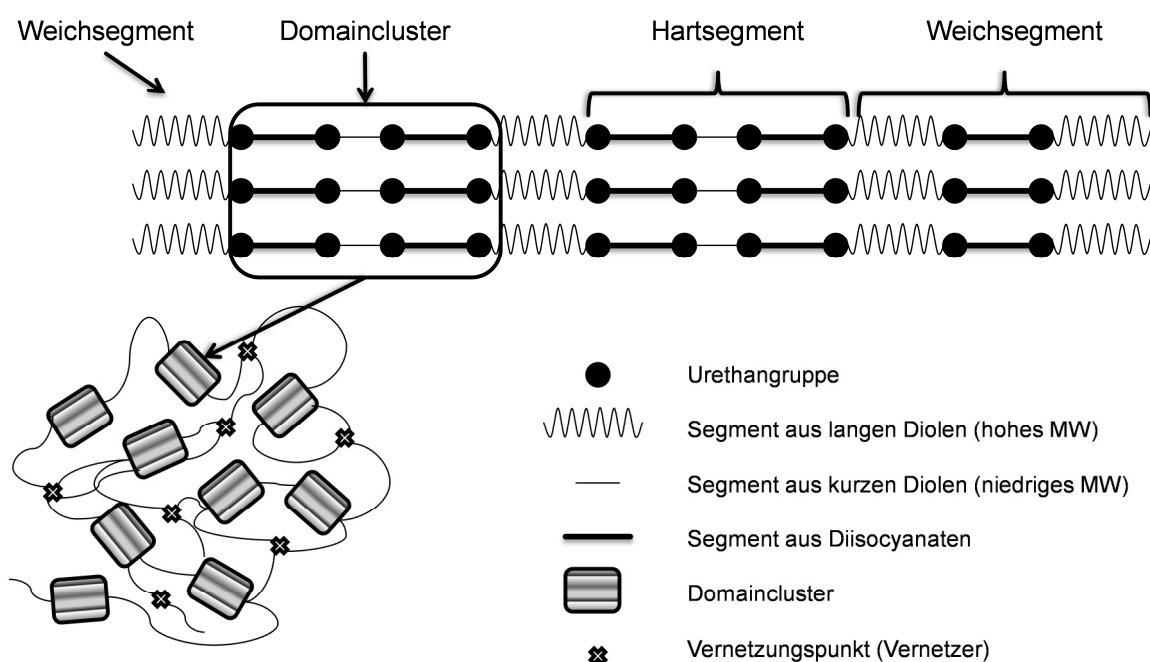 Weichsegment
Domaincluster
Hartsegment
Weichsegment
Urethangruppe
Segment aus langen Diolen (hohes MW)
Segment aus kurzen Diolen (niedriges MW)
Segment aus Diisocyanaten
Domaincluster
Vernetzungspunkt (Vernetzer)